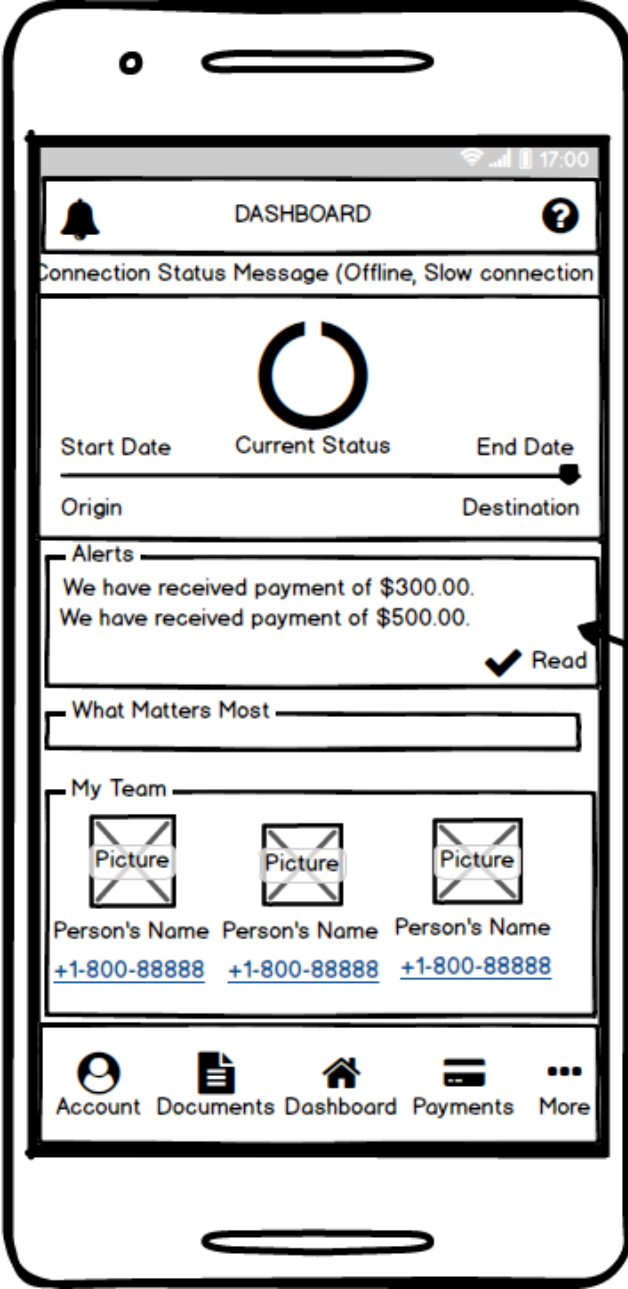 17:00
DASHBOARD
Connection Status Message (Offline, Slow connection
Start Date Current Status End Date
Origin Destination
Alerts
We have received payment of $300.00.
We have received payment of $500.00.
Read
What Matters Most
My Team
Picture Picture Picture
Person's Name Person's Name Person's Name
+1-800-88888 +1-800-88888 +1-800-88888
Account Documents Dashboard Payments More